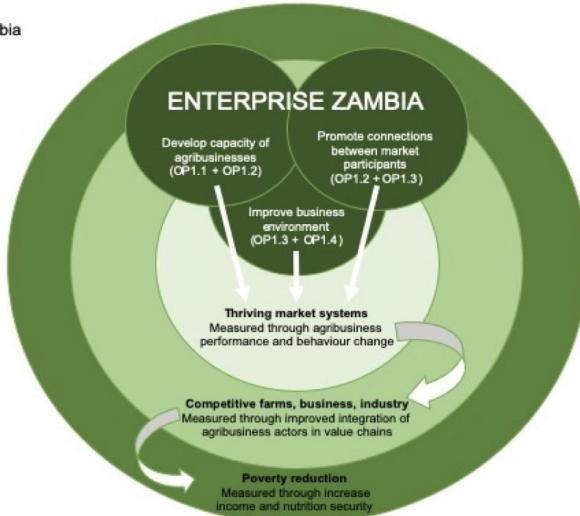 bia
ENTERPRISE ZAMBIA
Develop capacity of
agribusinesses
(OP1.1 + OP1.2)
Promote connections
between market
participants
(OP1.2 + OP1.3)
Improve business
environment
(OP1.3 + OP1.4)
Thriving market systems
Measured through agribusiness
performance and behaviour change
Competitive farms, business, industry
Measured through improved integration of
agribusiness actors in value chains
Poverty reduction
Measured through increase
income and nutrition security